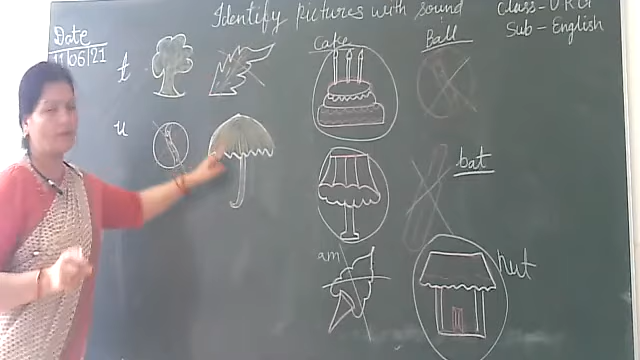 Identify pictures with sound
Class - UKG
Sub - English
Date
11/06/21
t
u
Cake
Ball
bat
am
hut